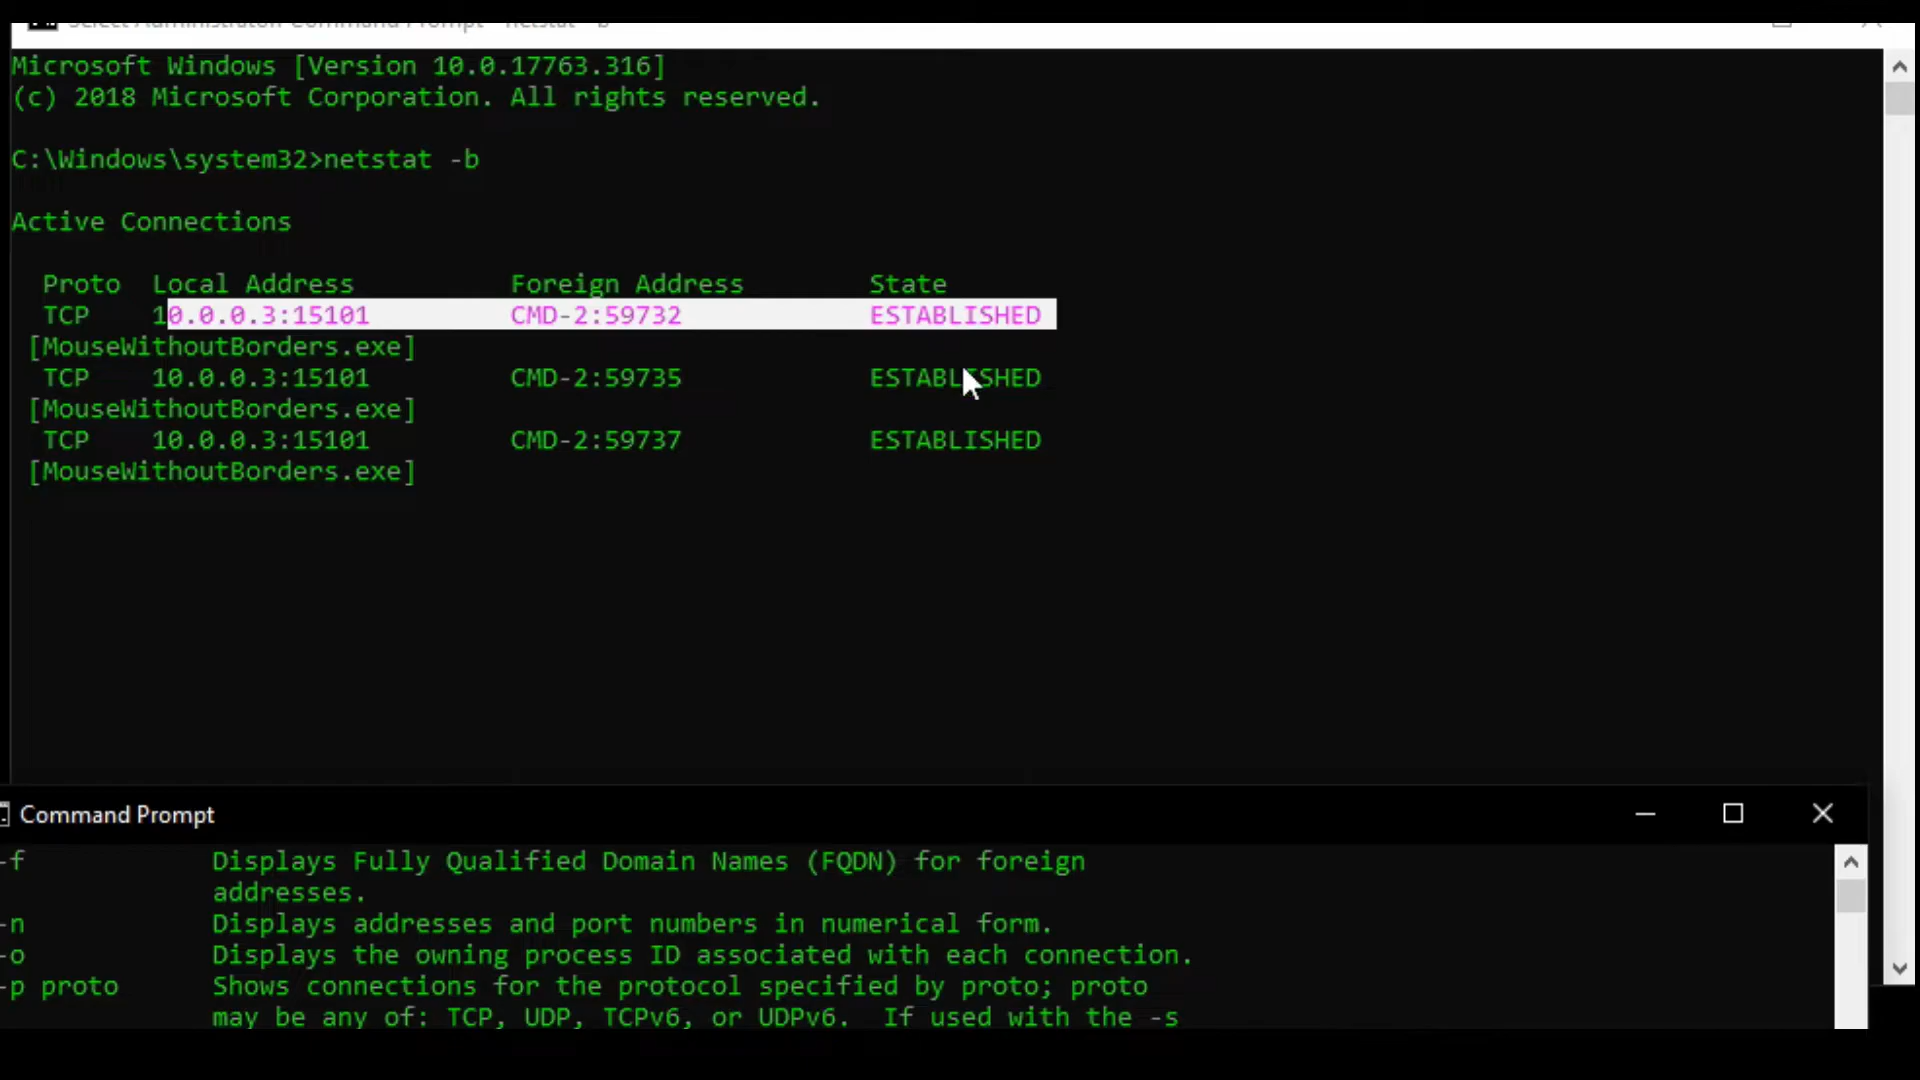 Select Administrator: Command Prompt - netstat -b
Microsoft Windows [Version 10.0.17763.316]
(c) 2018 Microsoft Corporation. All rights reserved.
C:\Windows\system32>netstat -b
Active Connections
Proto Local Address Foreign Address State
TCP 10.0.0.3:15101 CMD-2:59732 ESTABLISHED
[MouseWithoutBorders.exe]
TCP 10.0.0.3:15101 CMD-2:59735 ESTABLISHED
[MouseWithoutBorders.exe]
TCP 10.0.0.3:15101 CMD-2:59737 ESTABLISHED
[MouseWithoutBorders.exe]
Command Prompt
-f Displays Fully Qualified Domain Names (FQDN) for foreign
addresses.
-n Displays addresses and port numbers in numerical form.
-o Displays the owning process ID associated with each connection.
-p proto Shows connections for the protocol specified by proto; proto
may be any of: TCP, UDP, TCPv6, or UDPv6. If used with the -s